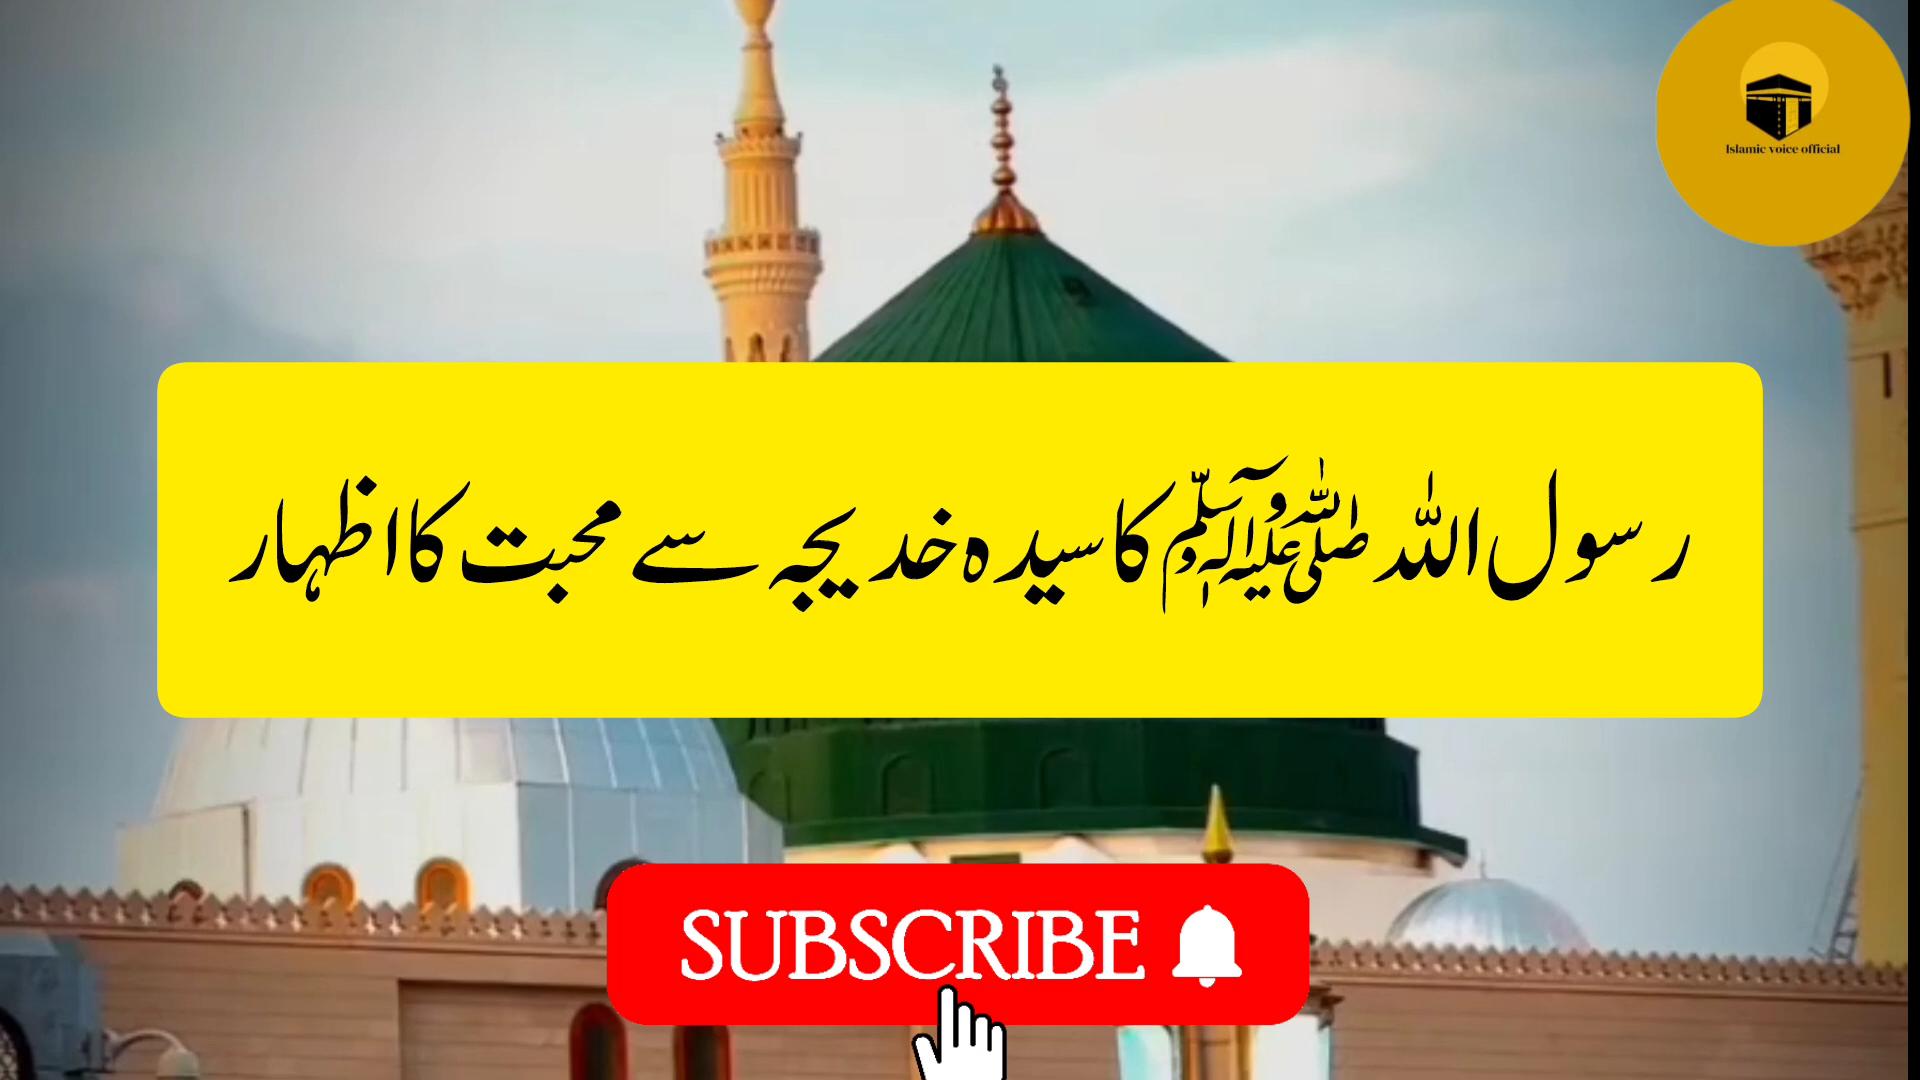 Islamic voice official
رسول اللہ ﷺ کا سیدہ خدیجہ سے محبت کا اظہار
SUBSCRIBE